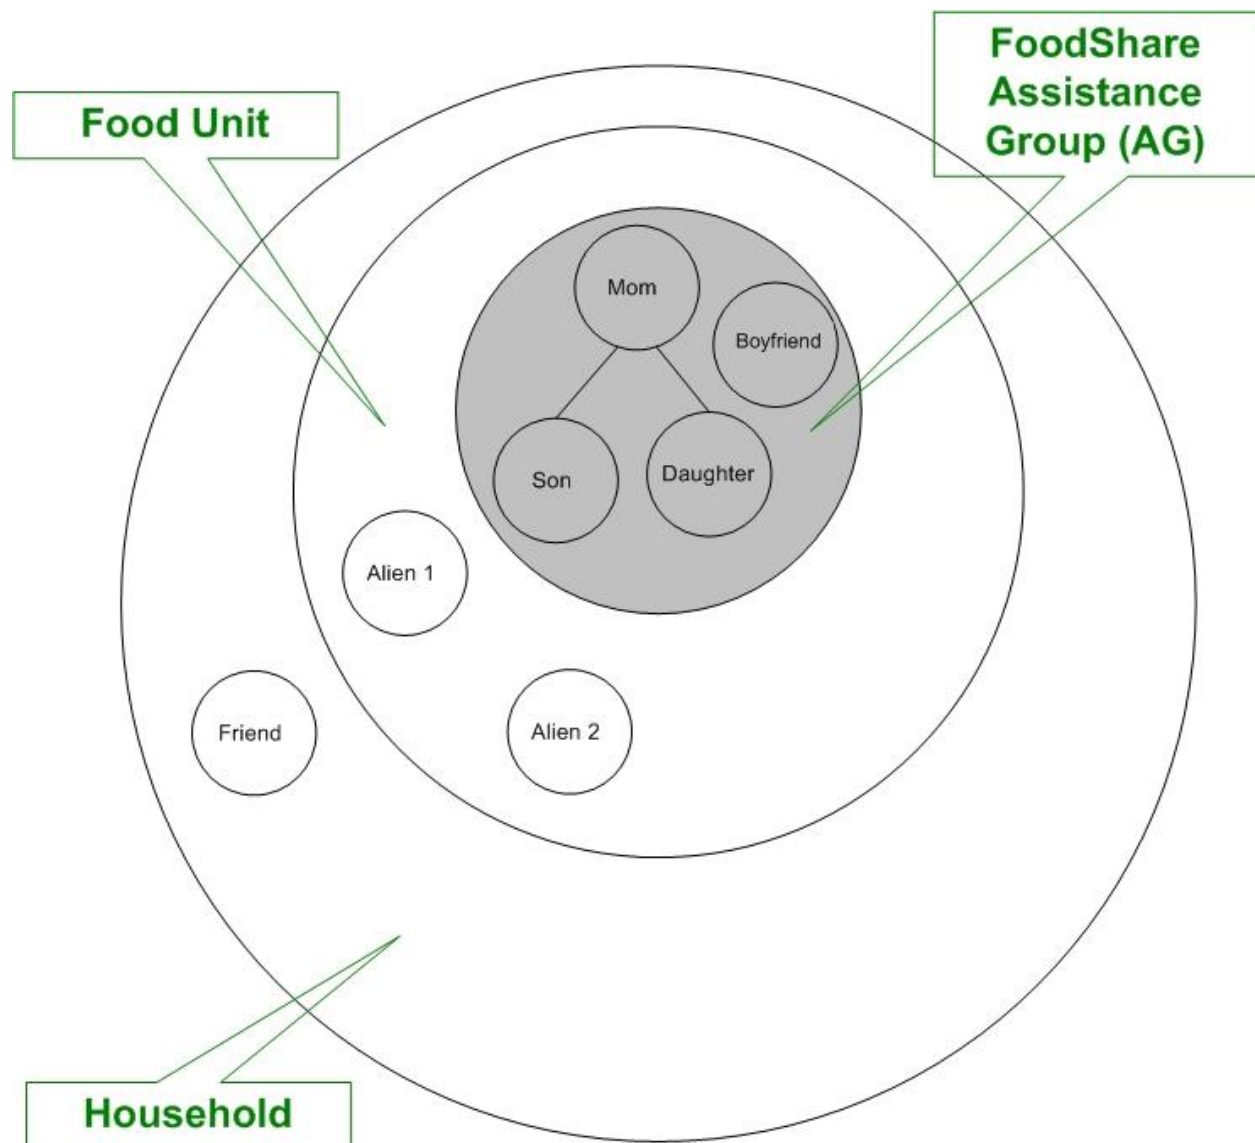 FoodShare
Assistance
Group (AG)
Food Unit
Mom
Boyfriend
Son
Daughter
Alien 1
Friend
Alien 2
Household